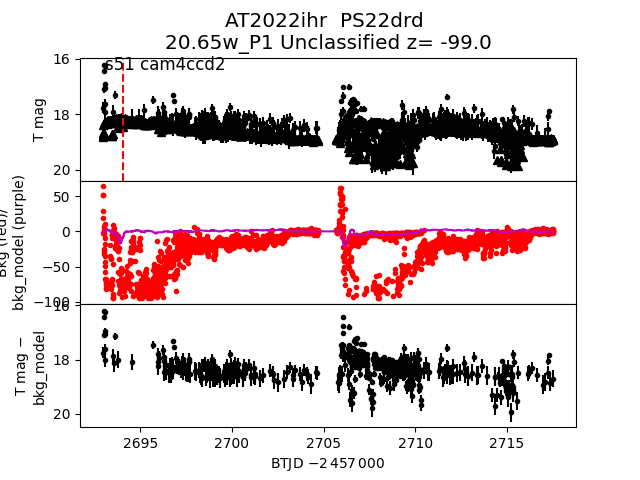 AT2022ihr PS22drd
20.65w_P1 Unclassified z= -99.0
s51 cam4ccd2
T mag
16
18
20
Bkg (red)/
bkg_model (purple)
50
0
−50
−100
T mag −
bkg_model
16
18
20
2695
2700
2705
2710
2715
BTJD −2 457 000